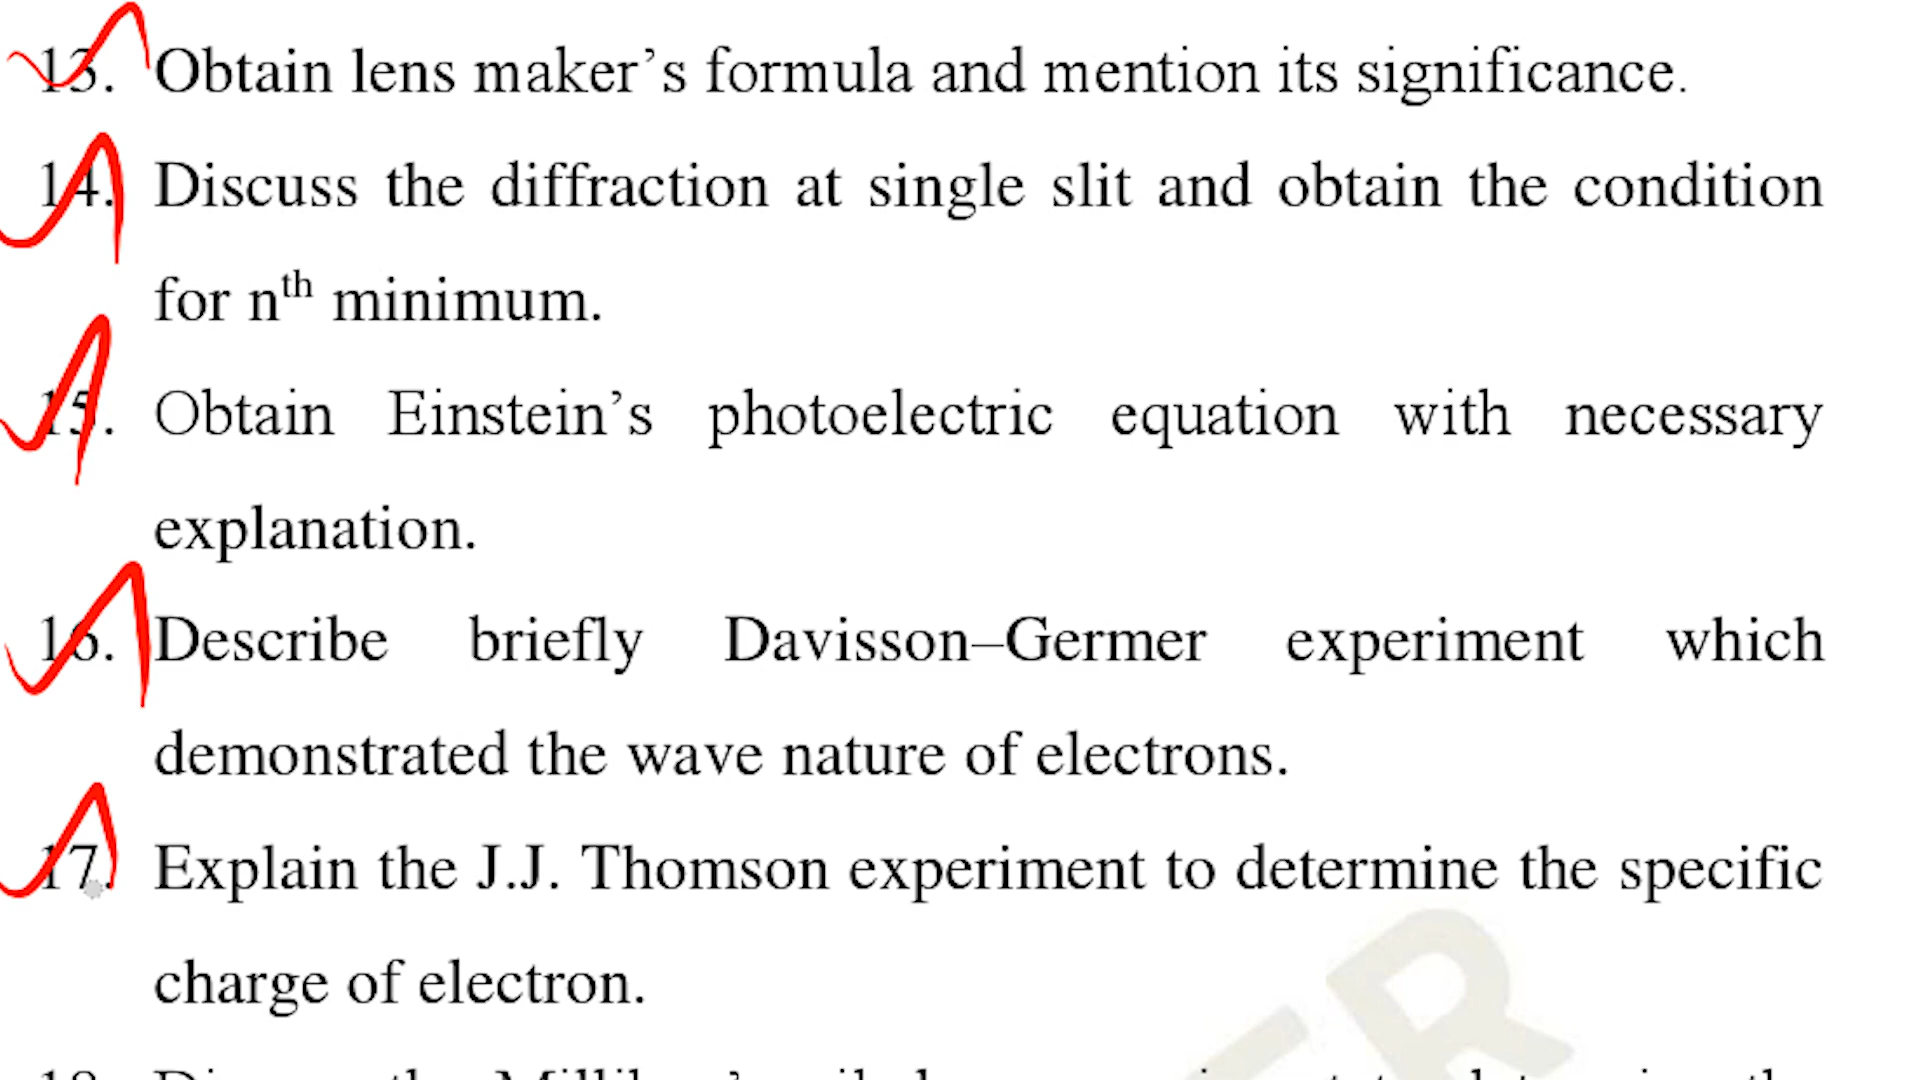 13. Obtain lens maker's formula and mention its significance.
14. Discuss the diffraction at single slit and obtain the condition
for nth minimum.
15. Obtain Einstein's photoelectric equation with necessary
explanation.
16. Describe briefly Davisson–Germer experiment which
demonstrated the wave nature of electrons.
17. Explain the J.J. Thomson experiment to determine the specific
charge of electron.